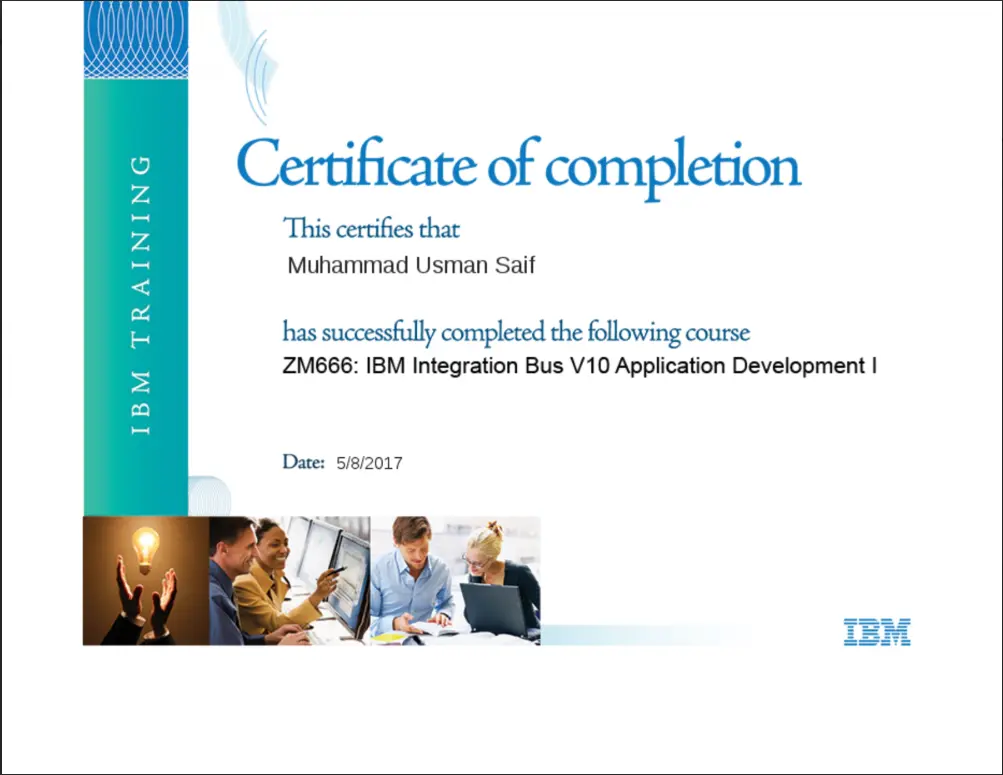 IBM TRAINING
Certificate of completion
This certifies that
Muhammad Usman Saif
has successfully completed the following course
ZM666: IBM Integration Bus V10 Application Development I
Date: 5/8/2017
IBM